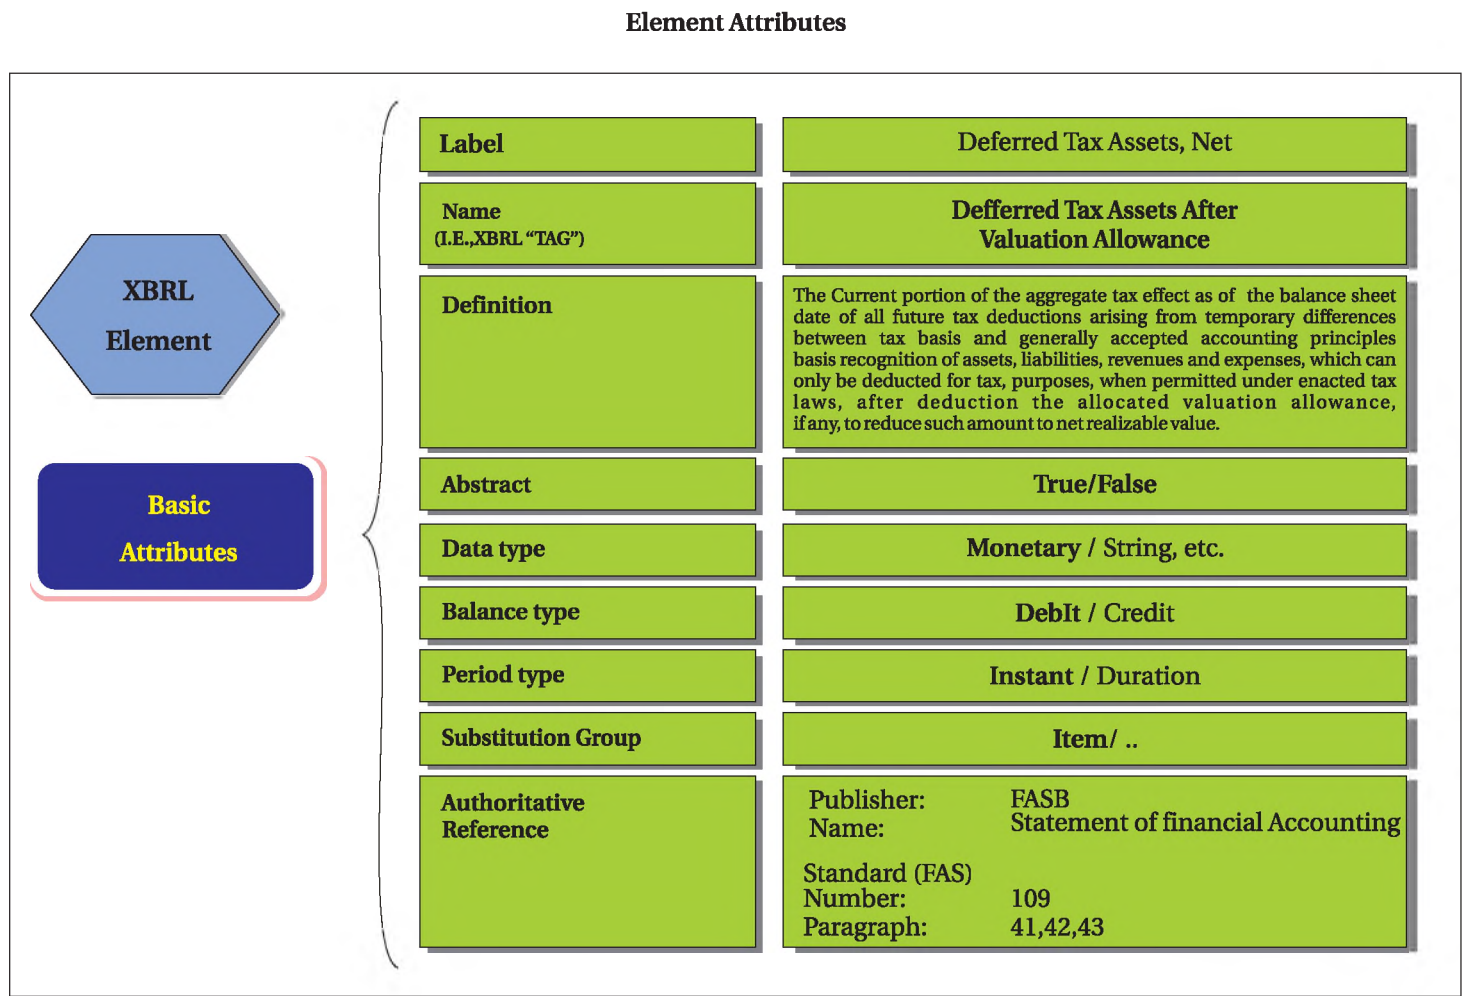 Element Attributes
XBRL
Element
Basic
Attributes
Label
Deferred Tax Assets, Net
Name
(I.E.,XBRL “TAG”)
Defferred Tax Assets After
Valuation Allowance
Definition
The Current portion of the aggregate tax effect as of the balance sheet
date of all future tax deductions arising from temporary differences
between tax basis and generally accepted accounting principles
basis recognition of assets, liabilities, revenues and expenses, which can
only be deducted for tax, purposes, when permitted under enacted tax
laws, after deduction the allocated valuation allowance,
if any, to reduce such amount to net realizable value.
Abstract
True/False
Data type
Monetary / String, etc.
Balance type
DebIt / Credit
Period type
Instant / Duration
Substitution Group
Item/ ..
Authoritative
Reference
Publisher: FASB
Name: Statement of financial Accounting
Standard (FAS)
Number: 109
Paragraph: 41,42,43